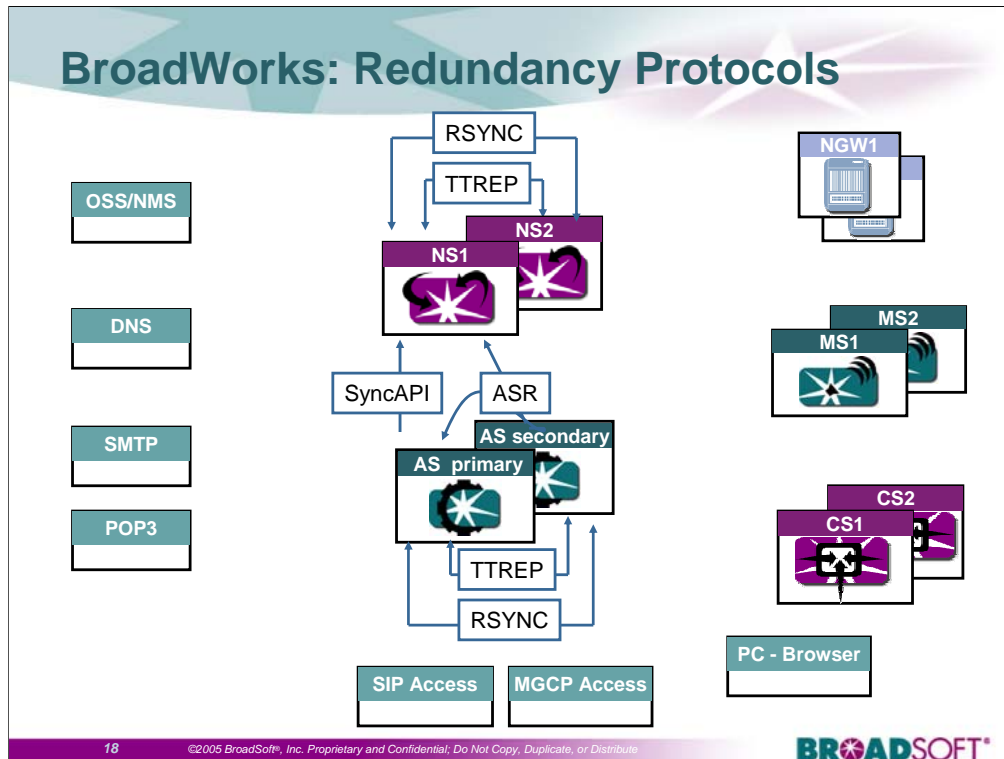 BroadWorks: Redundancy Protocols
RSYNC
NGW1
TTREP
OSS/NMS
NS2
NS1
DNS
MS2
MS1
SyncAPI
ASR
SMTP
AS secondary
AS primary
CS2
POP3
CS1
TTREP
RSYNC
PC - Browser
SIP Access
MGCP Access
18
©2005 BroadSoft®, Inc. Proprietary and Confidential; Do Not Copy, Duplicate, or Distribute
BROADSOFT®